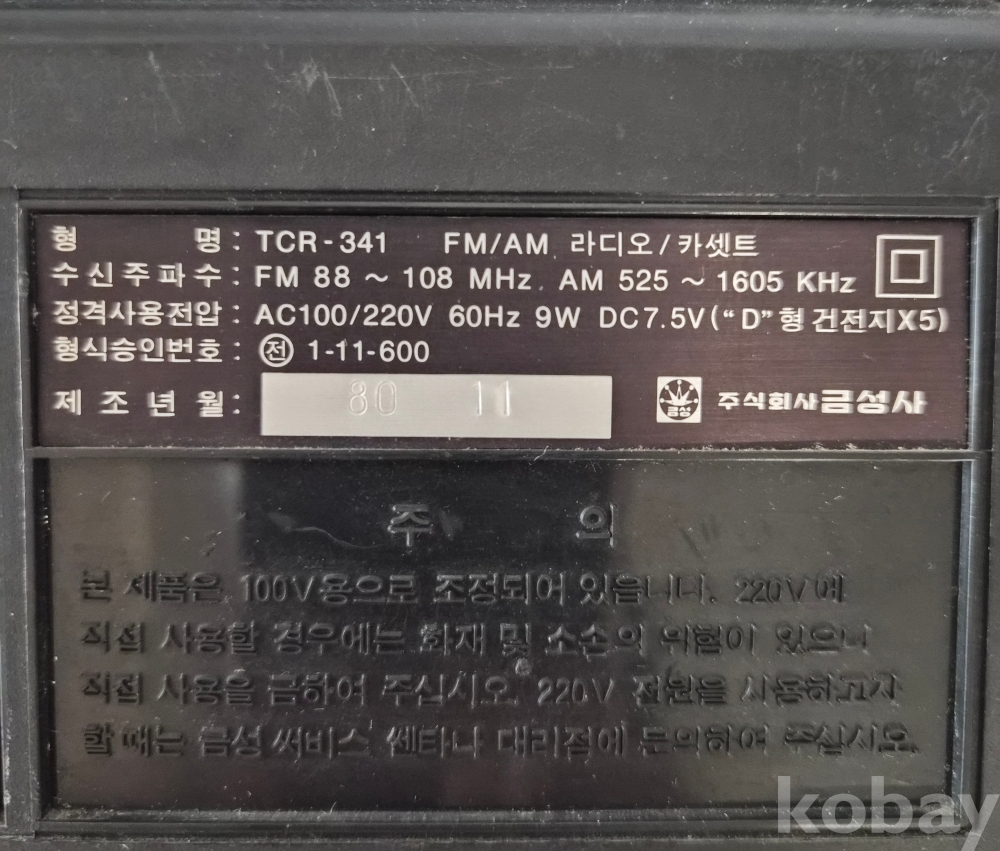 형 명 : TCR-341 FM/AM 라디오/카셋트
수신주파수 : FM 88 ~ 108 MHz, AM 525 ~ 1605 KHz
정격사용전압 : AC100/220V 60Hz 9W DC7.5V("D"형 건전지X5)
형식승인번호 : 전 1-11-600
제조년월 : 80 11
금성 주식회사금성사
주 의
본 제품은 100V용으로 조정되어 있습니다. 220V에
직접 사용할 경우에는 화재 및 소손의 위험이 있으니
직접 사용을 금하여 주십시오. 220V 전원을 사용하고자
할 때는 금성 써비스 쎈타나 대리점에 문의하여 주십시오.
kobay